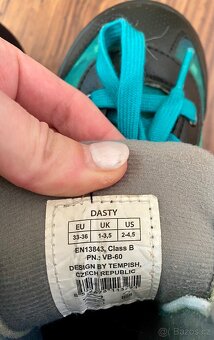 DASTY
EU UK US
33-36 1-3,5 2-4,5
EN13843, Class B
PN.: VB-60
DESIGN BY TEMPISH,
CZECH REPUBLIC